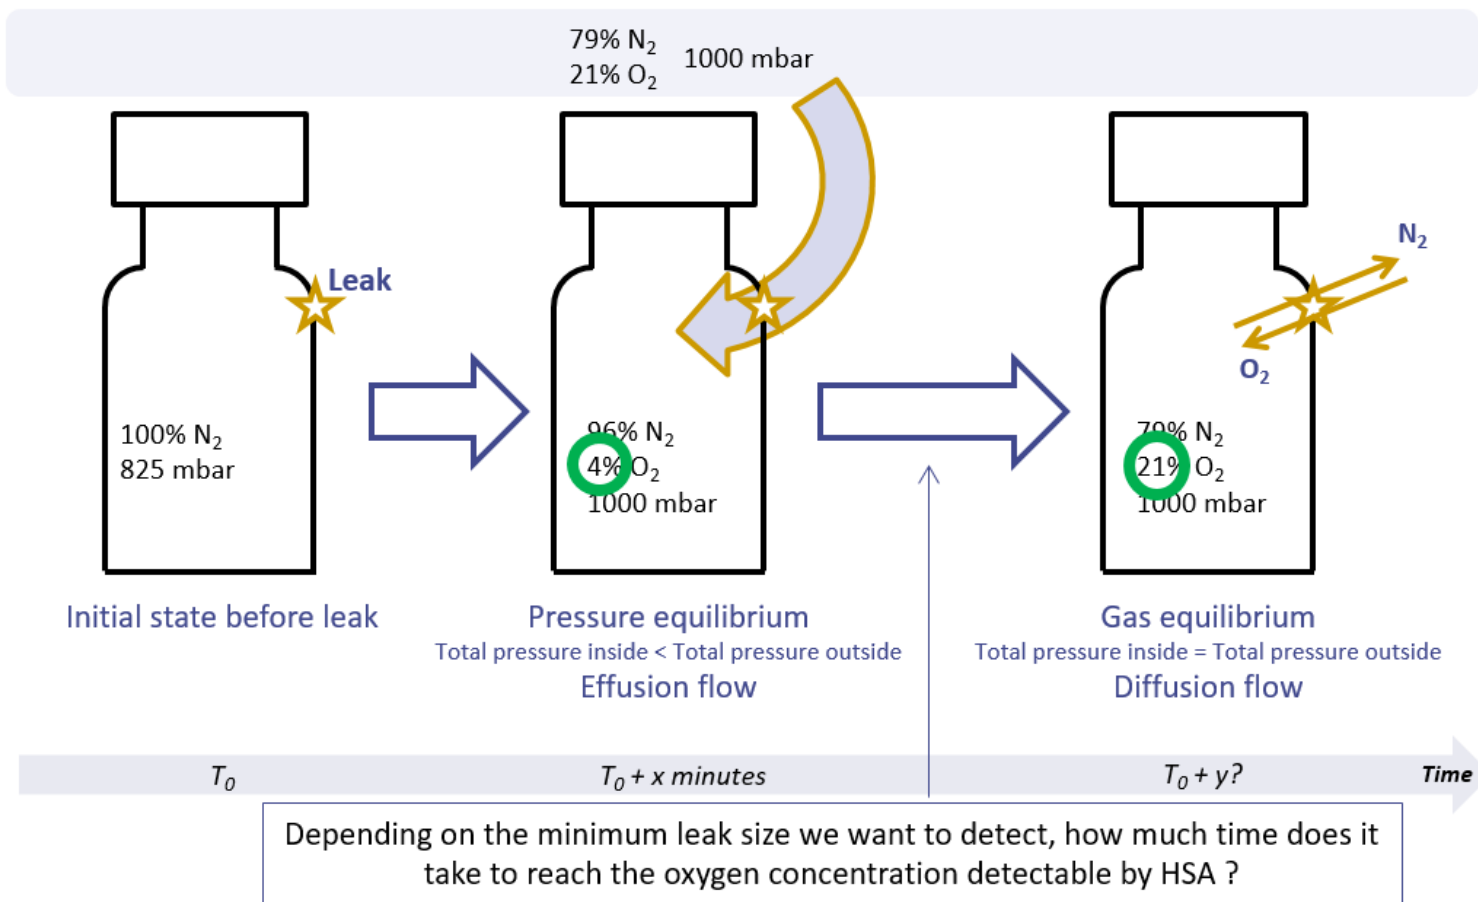 79% N₂
21% O₂
1000 mbar
Leak
100% N₂
825 mbar
96% N₂
4% O₂
1000 mbar
N₂
O₂
79% N₂
21% O₂
1000 mbar
Initial state before leak
Pressure equilibrium
Total pressure inside < Total pressure outside
Effusion flow
Gas equilibrium
Total pressure inside = Total pressure outside
Diffusion flow
T₀
T₀ + x minutes
T₀ + y?
Time
Depending on the minimum leak size we want to detect, how much time does it
take to reach the oxygen concentration detectable by HSA ?